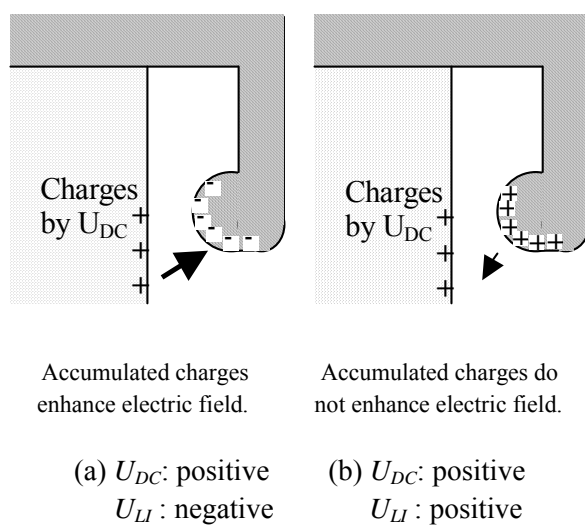 Charges
by U_DC
Charges
by U_DC
Accumulated charges
enhance electric field.
Accumulated charges do
not enhance electric field.
(a) U_DC: positive
U_LI : negative
(b) U_DC: positive
U_LI : positive